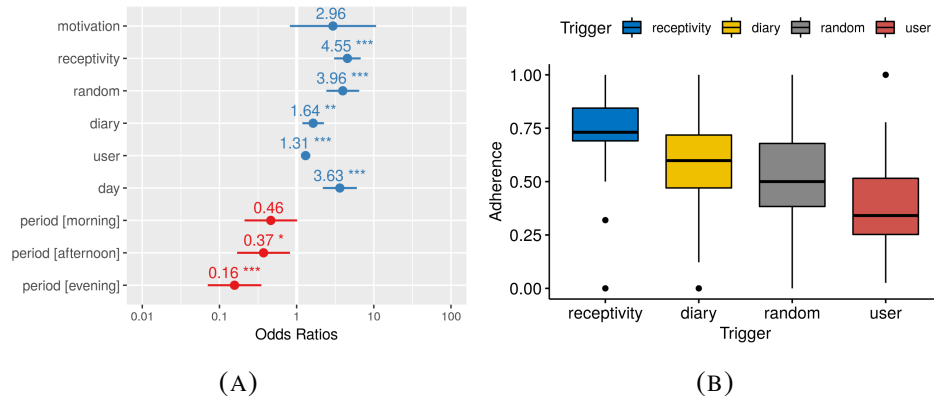 motivation
receptivity
random
diary
user
day
period [morning]
period [afternoon]
period [evening]
2.96
4.55 ***
3.96 ***
1.64 **
1.31 ***
3.63 ***
0.46
0.37 *
0.16 ***
0.01 0.1 1 10 100
Odds Ratios
(A)
Trigger receptivity diary random user
Adherence
1.00
0.75
0.50
0.25
0.00
receptivity diary random user
Trigger
(B)